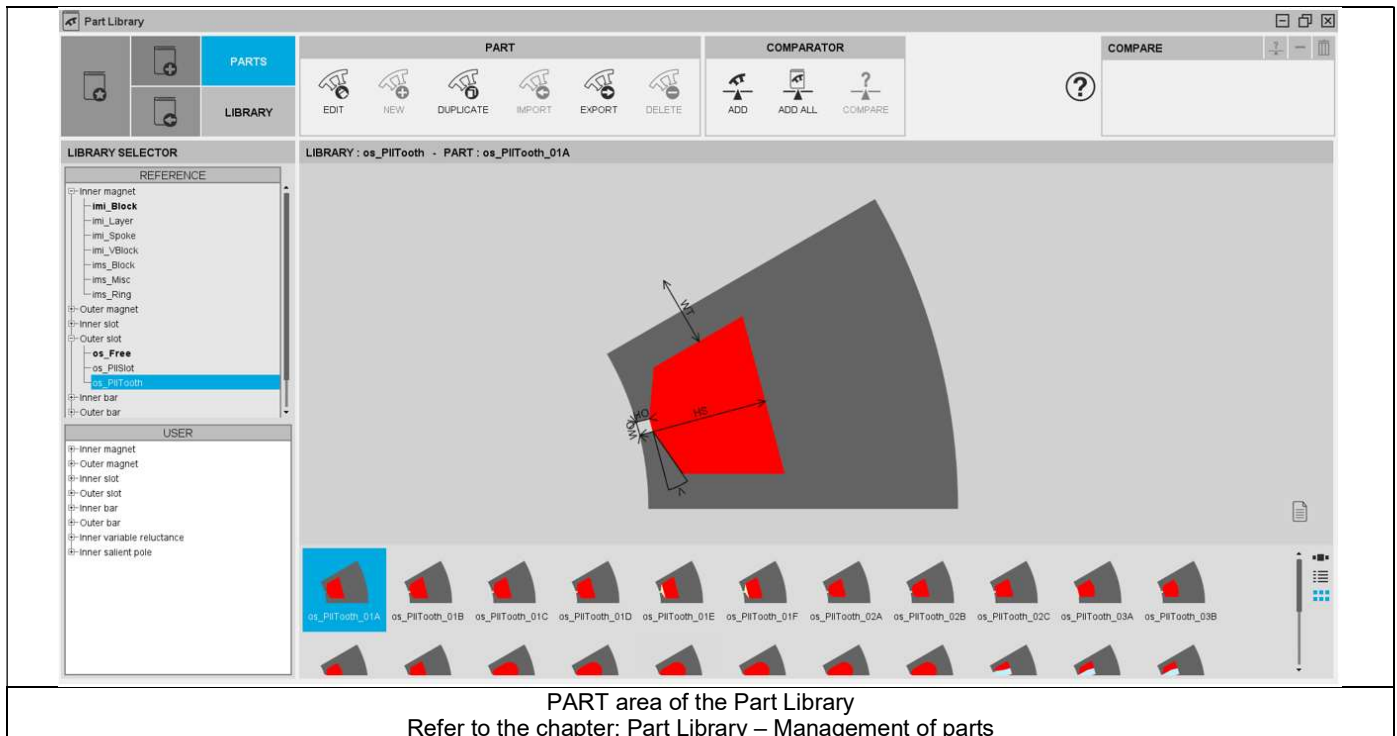 Part Library
PARTS
LIBRARY
PART
EDIT NEW DUPLICATE IMPORT EXPORT DELETE
COMPARATOR
ADD ADD ALL COMPARE
COMPARE
LIBRARY SELECTOR
REFERENCE
Inner magnet
imi_Block
imi_Layer
imi_Spoke
imi_VBlock
ims_Block
ims_Misc
ims_Ring
Outer magnet
Inner slot
Outer slot
os_Free
os_PllSlot
os_PllTooth
Inner bar
Outer bar
USER
Inner magnet
Outer magnet
Inner slot
Outer slot
Inner bar
Outer bar
Inner variable reluctance
Inner salient pole
LIBRARY : os_PllTooth - PART : os_PllTooth_01A
WT
HO
HS
WO
V
os_PllTooth_01A os_PllTooth_01B os_PllTooth_01C os_PllTooth_01D os_PllTooth_01E os_PllTooth_01F os_PllTooth_02A os_PllTooth_02B os_PllTooth_02C os_PllTooth_03A os_PllTooth_03B
PART area of the Part Library
Refer to the chapter: Part Library – Management of parts